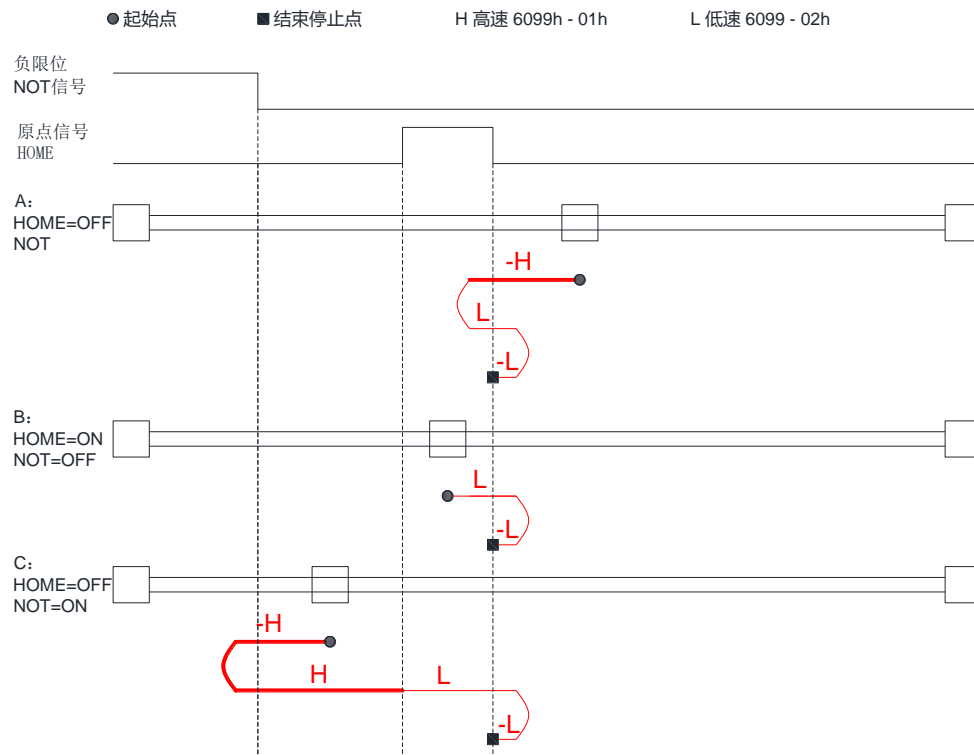 起始点 结束停止点 H 高速 6099h - 01h L 低速 6099 - 02h
负限位
NOT信号
原点信号
HOME
A:
HOME=OFF
NOT
-H
L
-L
B:
HOME=ON
NOT=OFF
L
-L
C:
HOME=OFF
NOT=ON
-H
H L
-L